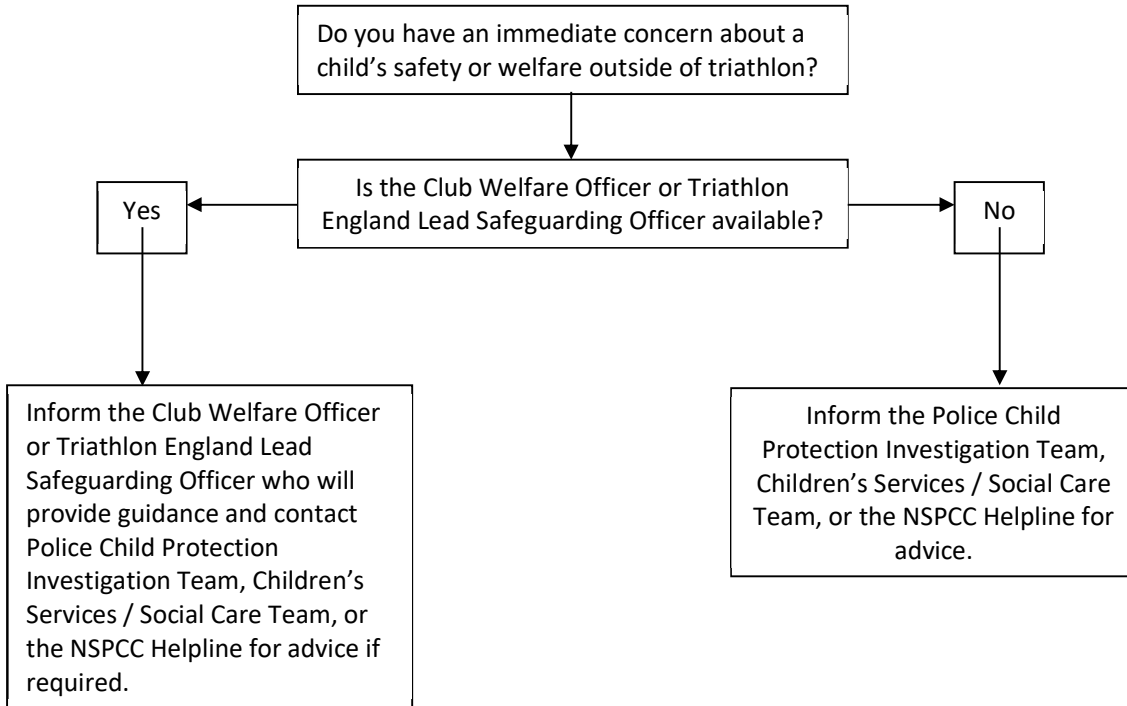 Do you have an immediate concern about a
child’s safety or welfare outside of triathlon?
Is the Club Welfare Officer or Triathlon
England Lead Safeguarding Officer available?
Yes
No
Inform the Club Welfare Officer
or Triathlon England Lead
Safeguarding Officer who will
provide guidance and contact
Police Child Protection
Investigation Team, Children’s
Services / Social Care Team, or
the NSPCC Helpline for advice if
required.
Inform the Police Child
Protection Investigation Team,
Children’s Services / Social Care
Team, or the NSPCC Helpline for
advice.